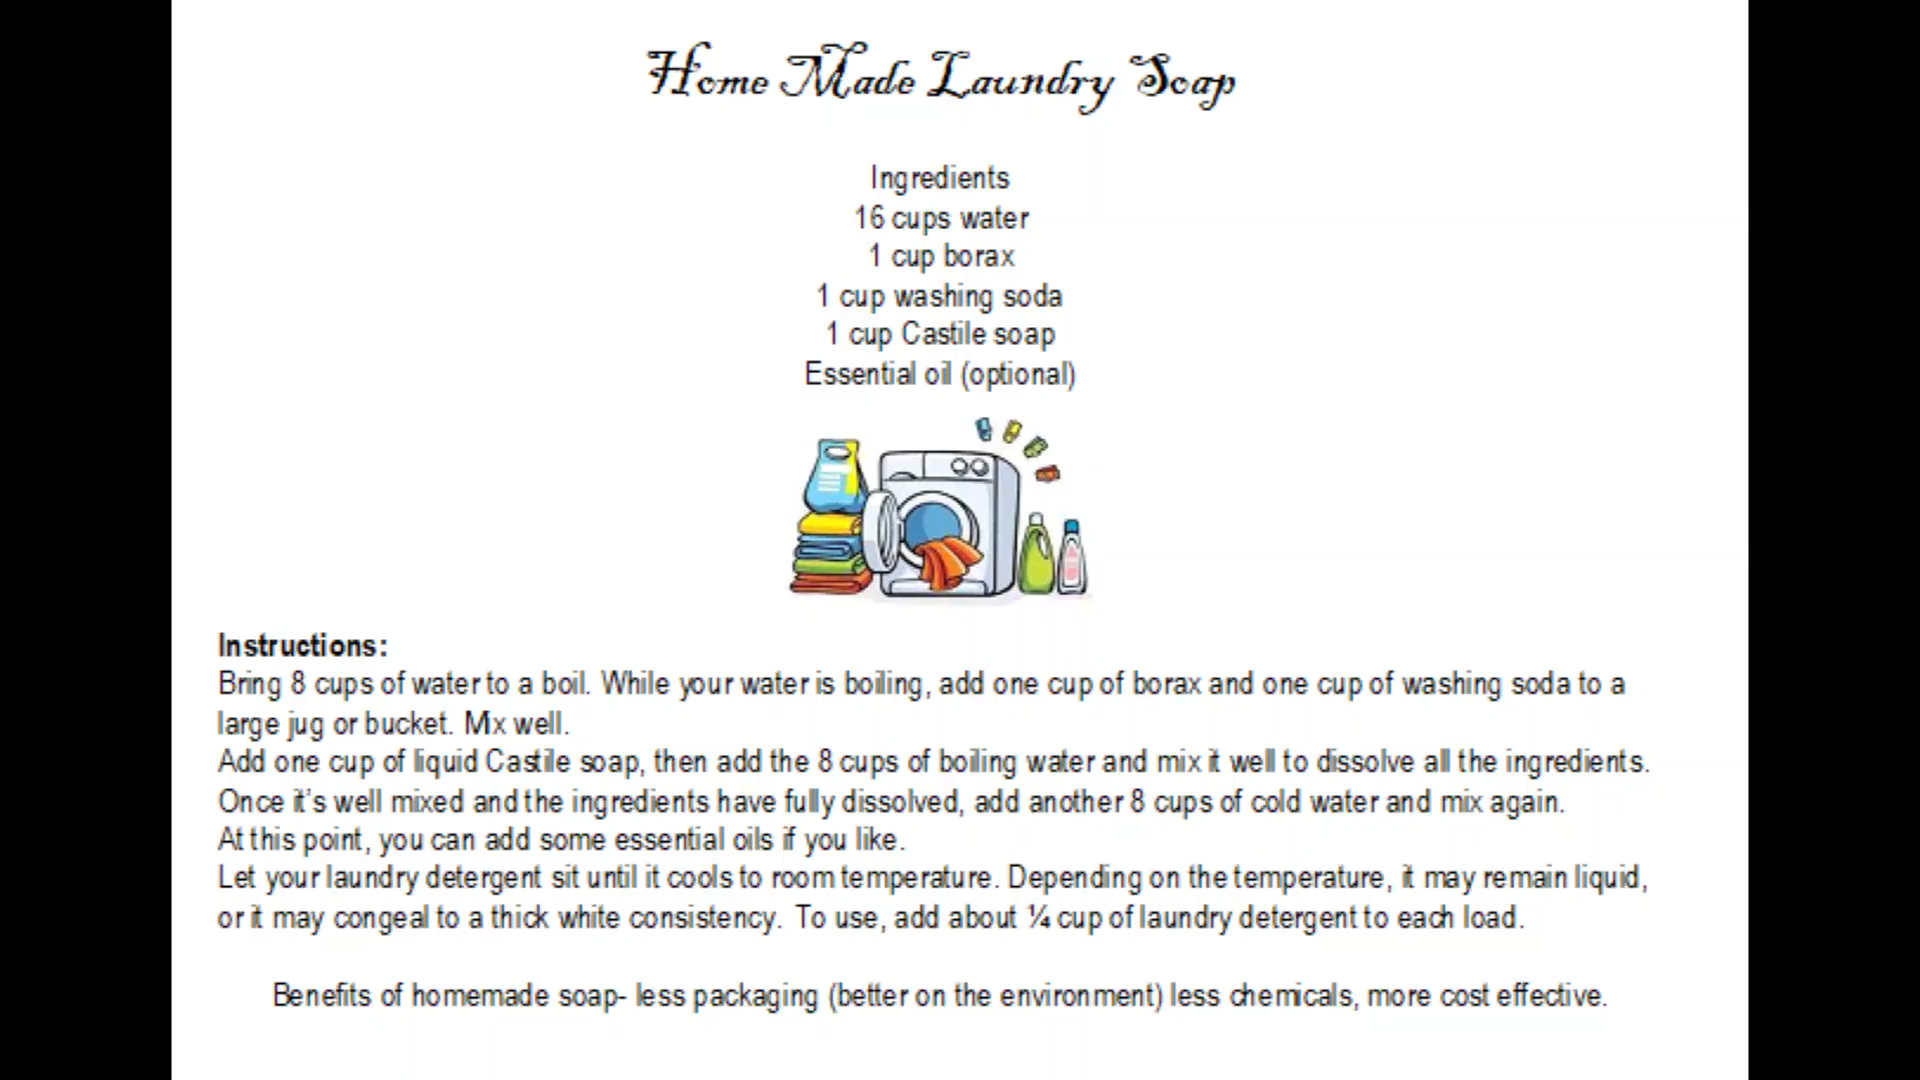 Home Made Laundry Soap
Ingredients
16 cups water
1 cup borax
1 cup washing soda
1 cup Castile soap
Essential oil (optional)
Instructions:
Bring 8 cups of water to a boil. While your water is boiling, add one cup of borax and one cup of washing soda to a
large jug or bucket. Mix well.
Add one cup of liquid Castile soap, then add the 8 cups of boiling water and mix it well to dissolve all the ingredients.
Once it's well mixed and the ingredients have fully dissolved, add another 8 cups of cold water and mix again.
At this point, you can add some essential oils if you like.
Let your laundry detergent sit until it cools to room temperature. Depending on the temperature, it may remain liquid,
or it may congeal to a thick white consistency. To use, add about ¼ cup of laundry detergent to each load.
Benefits of homemade soap- less packaging (better on the environment) less chemicals, more cost effective.